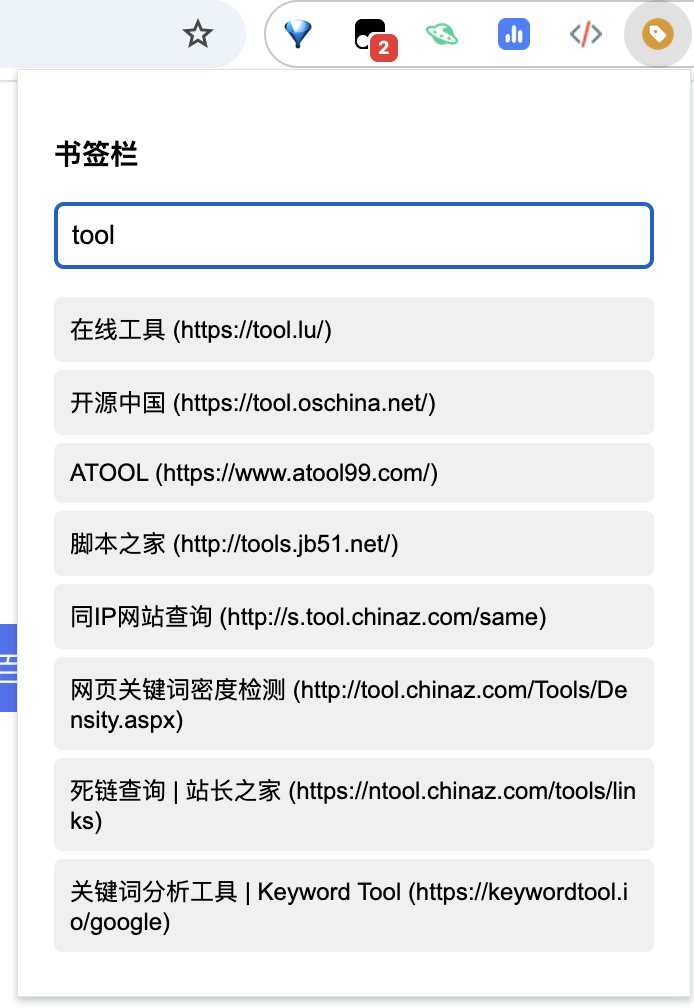 2
书签栏
tool
在线工具 (https://tool.lu/)
开源中国 (https://tool.oschina.net/)
ATOOL (https://www.atool99.com/)
脚本之家 (http://tools.jb51.net/)
同IP网站查询 (http://s.tool.chinaz.com/same)
网页关键词密度检测 (http://tool.chinaz.com/Tools/De
nsity.aspx)
死链查询 | 站长之家 (https://ntool.chinaz.com/tools/lin
ks)
关键词分析工具 | Keyword Tool (https://keywordtool.i
o/google)